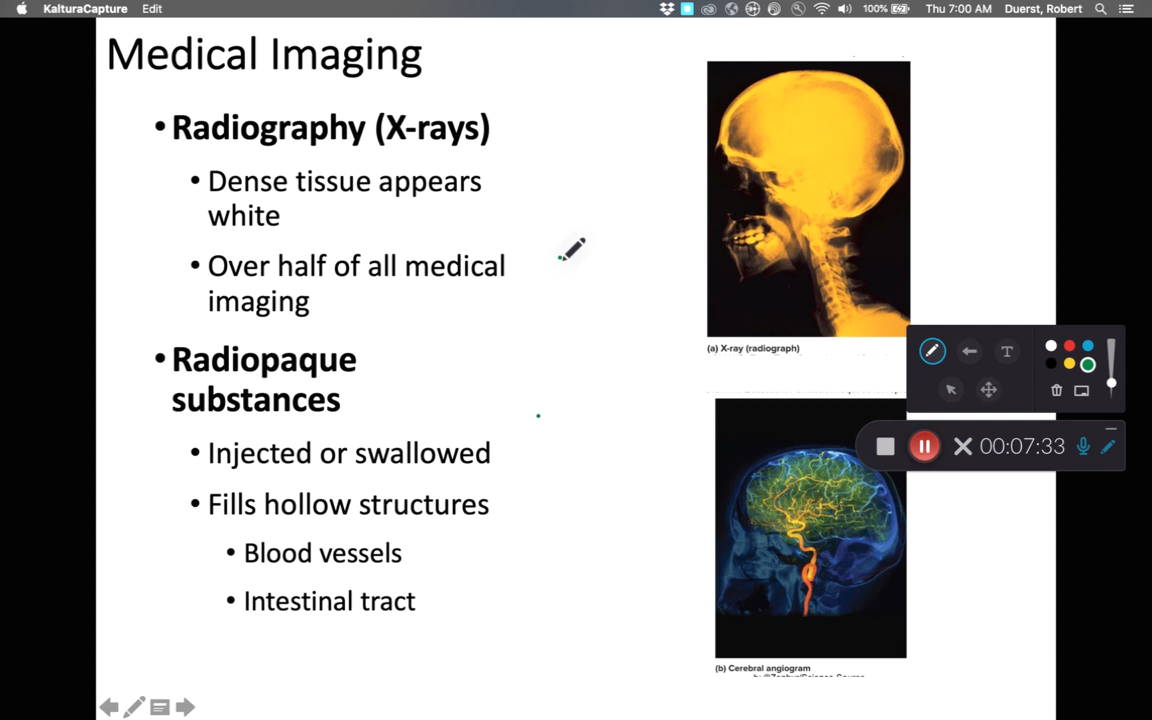 KalturaCapture Edit 100% Thu 7:00 AM Duerst, Robert
Medical Imaging
• Radiography (X-rays)
• Dense tissue appears
white
• Over half of all medical
imaging
• Radiopaque
substances
• Injected or swallowed
• Fills hollow structures
• Blood vessels
• Intestinal tract
(a) X-ray (radiograph)
T
00:07:33
(b) Cerebral angiogram